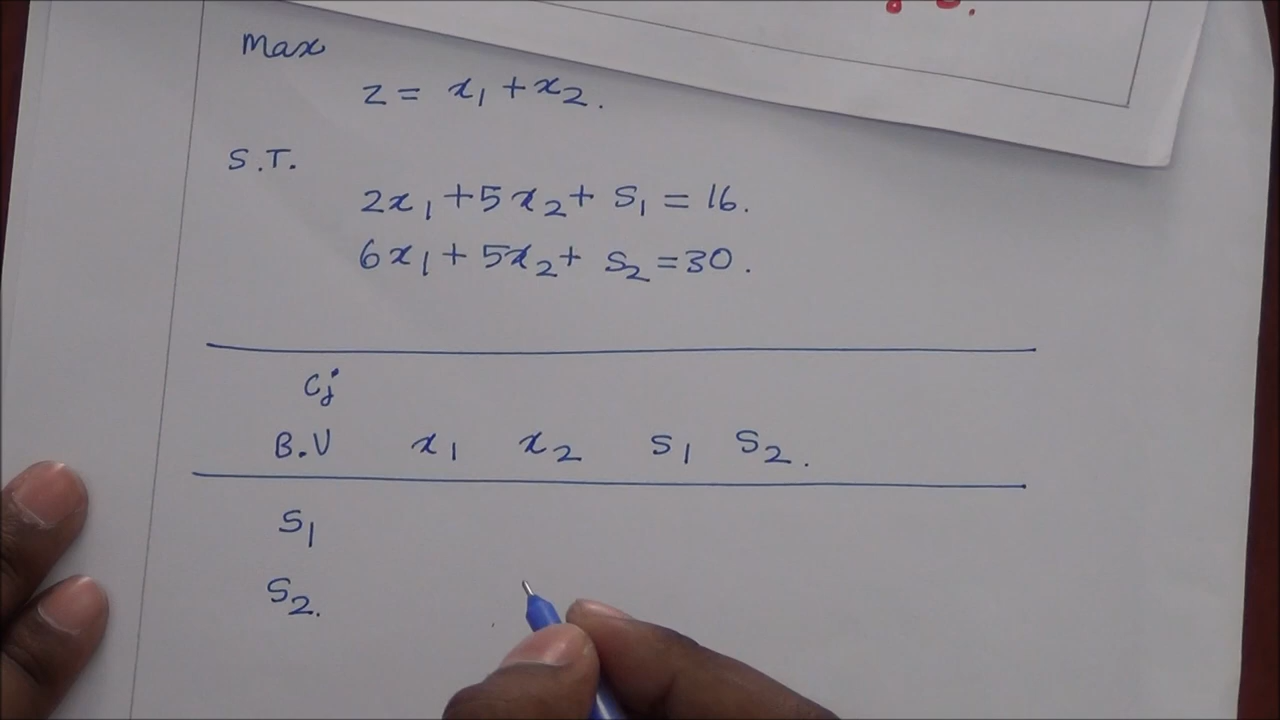 Max
z = x₁ + x₂.
S.T.
2x₁ + 5x₂ + S₁ = 16.
6x₁ + 5x₂ + S₂ = 30.
Cj
B.V x₁ x₂ S₁ S₂.
S₁
S₂.